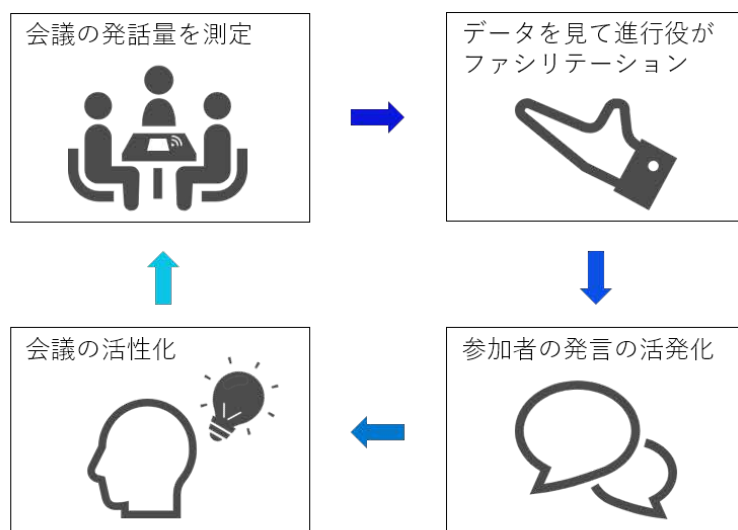 会議の発話量を測定
データを見て進行役が
ファシリテーション
会議の活性化
参加者の発言の活発化